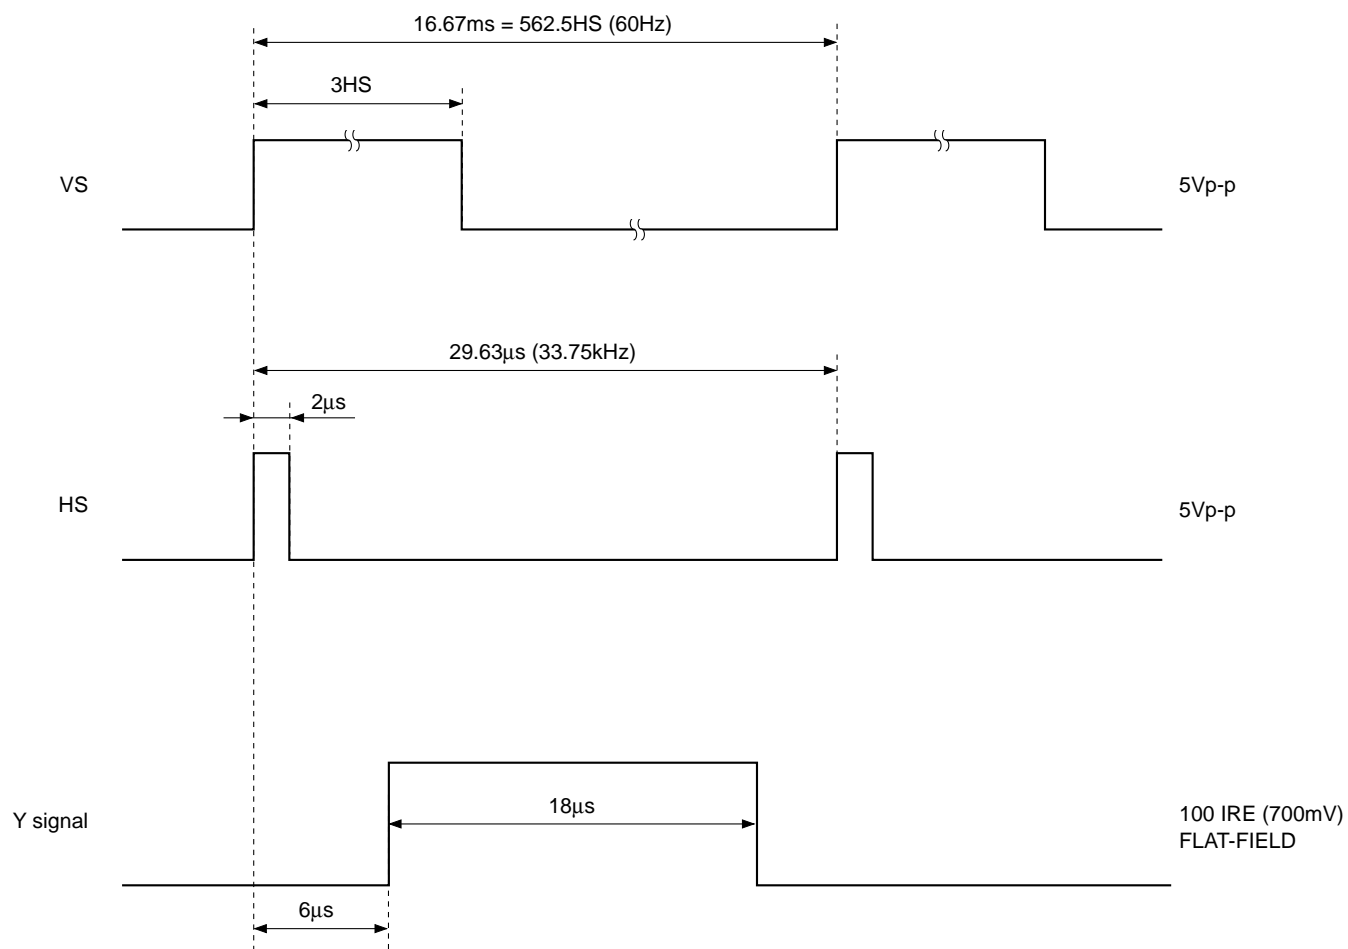 16.67ms = 562.5HS (60Hz)
3HS
VS
5Vp-p
29.63μs (33.75kHz)
2μs
HS
5Vp-p
18μs
Y signal
100 IRE (700mV)
FLAT-FIELD
6μs